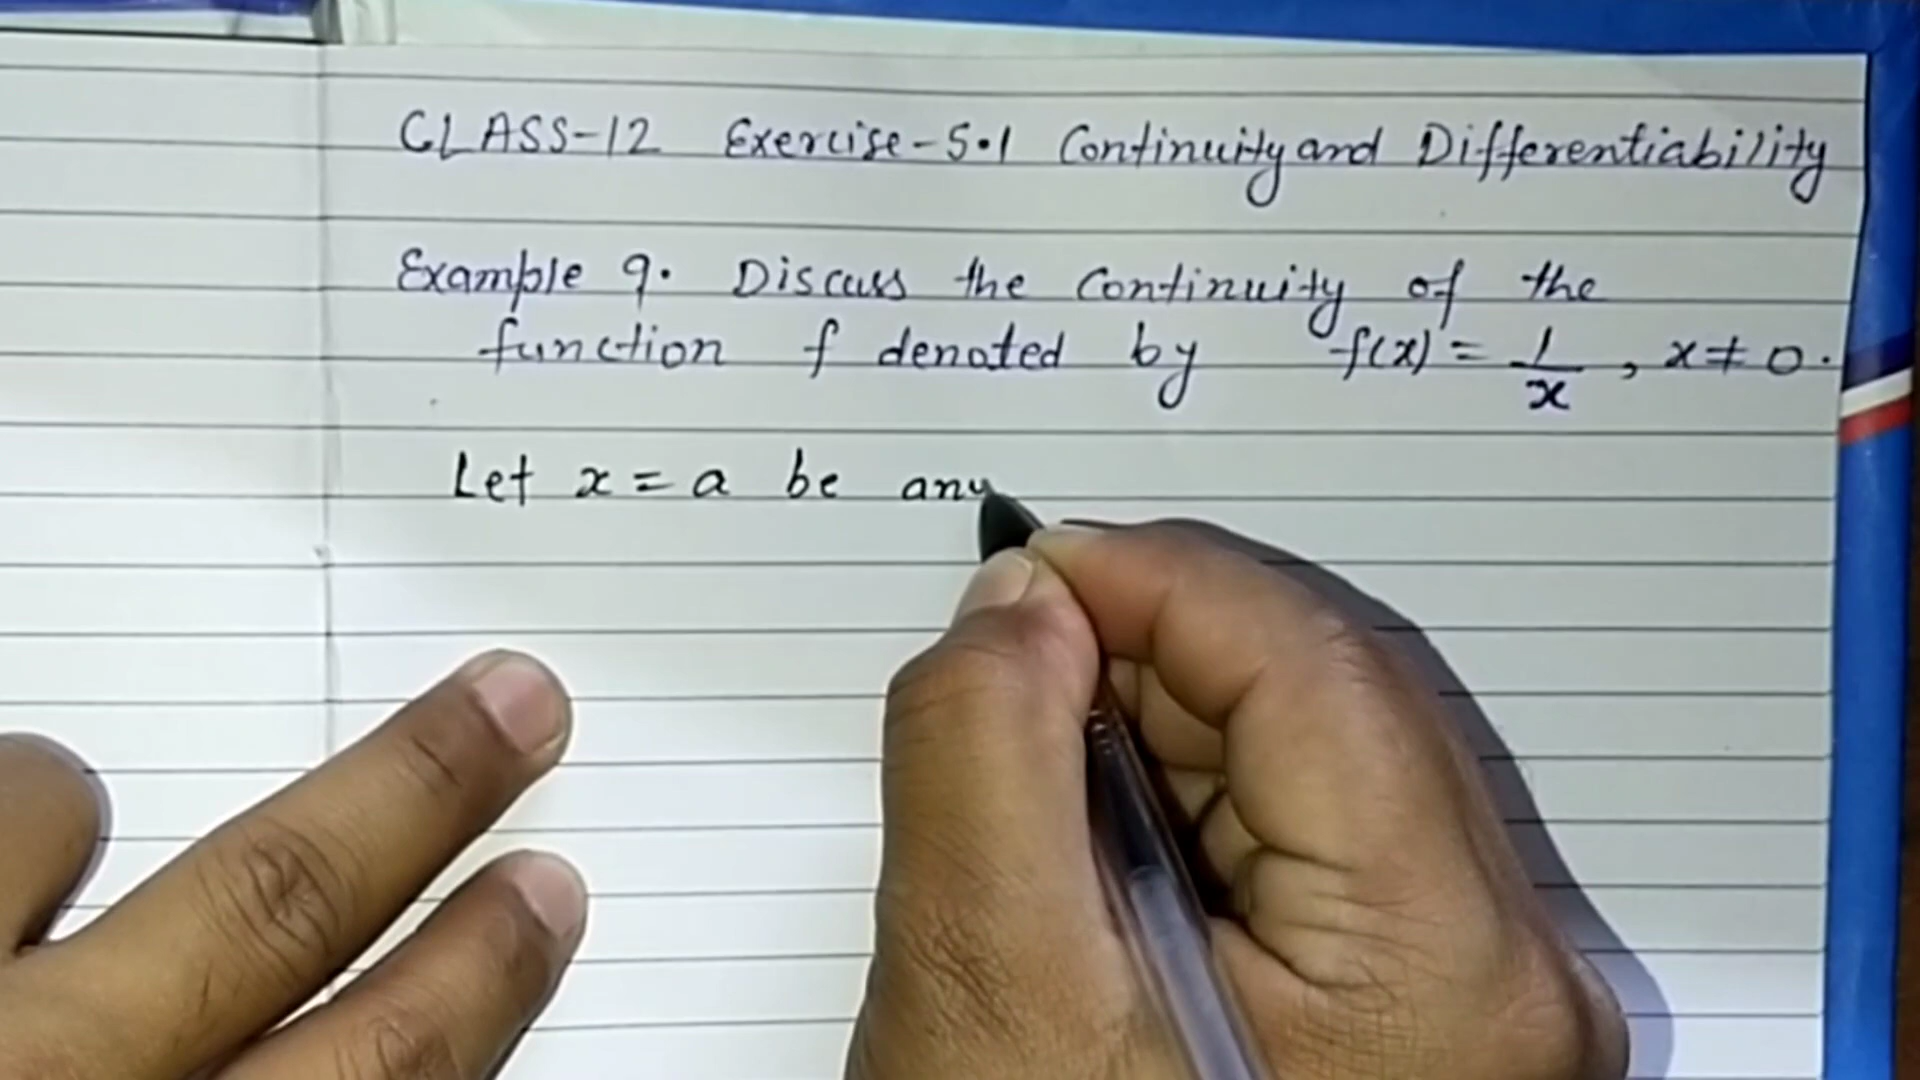 CLASS-12 Exercise-5.1 Continuity and Differentiability
Example 9. Discuss the Continuity of the
function f denoted by f(x) = 1/x , x ≠ 0.
Let x = a be any